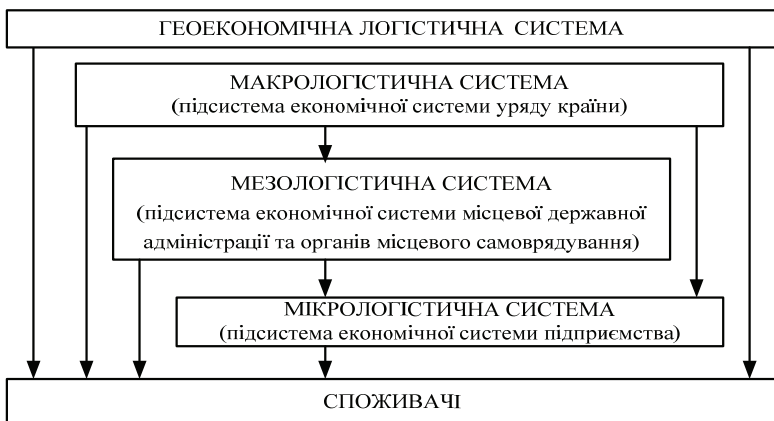 ГЕОЕКОНОМІЧНА ЛОГІСТИЧНА СИСТЕМА
МАКРОЛОГІСТИЧНА СИСТЕМА
(підсистема економічної системи уряду країни)
МЕЗОЛОГІСТИЧНА СИСТЕМА
(підсистема економічної системи місцевої державної
адміністрації та органів місцевого самоврядування)
МІКРОЛОГІСТИЧНА СИСТЕМА
(підсистема економічної системи підприємства)
СПОЖИВАЧІ